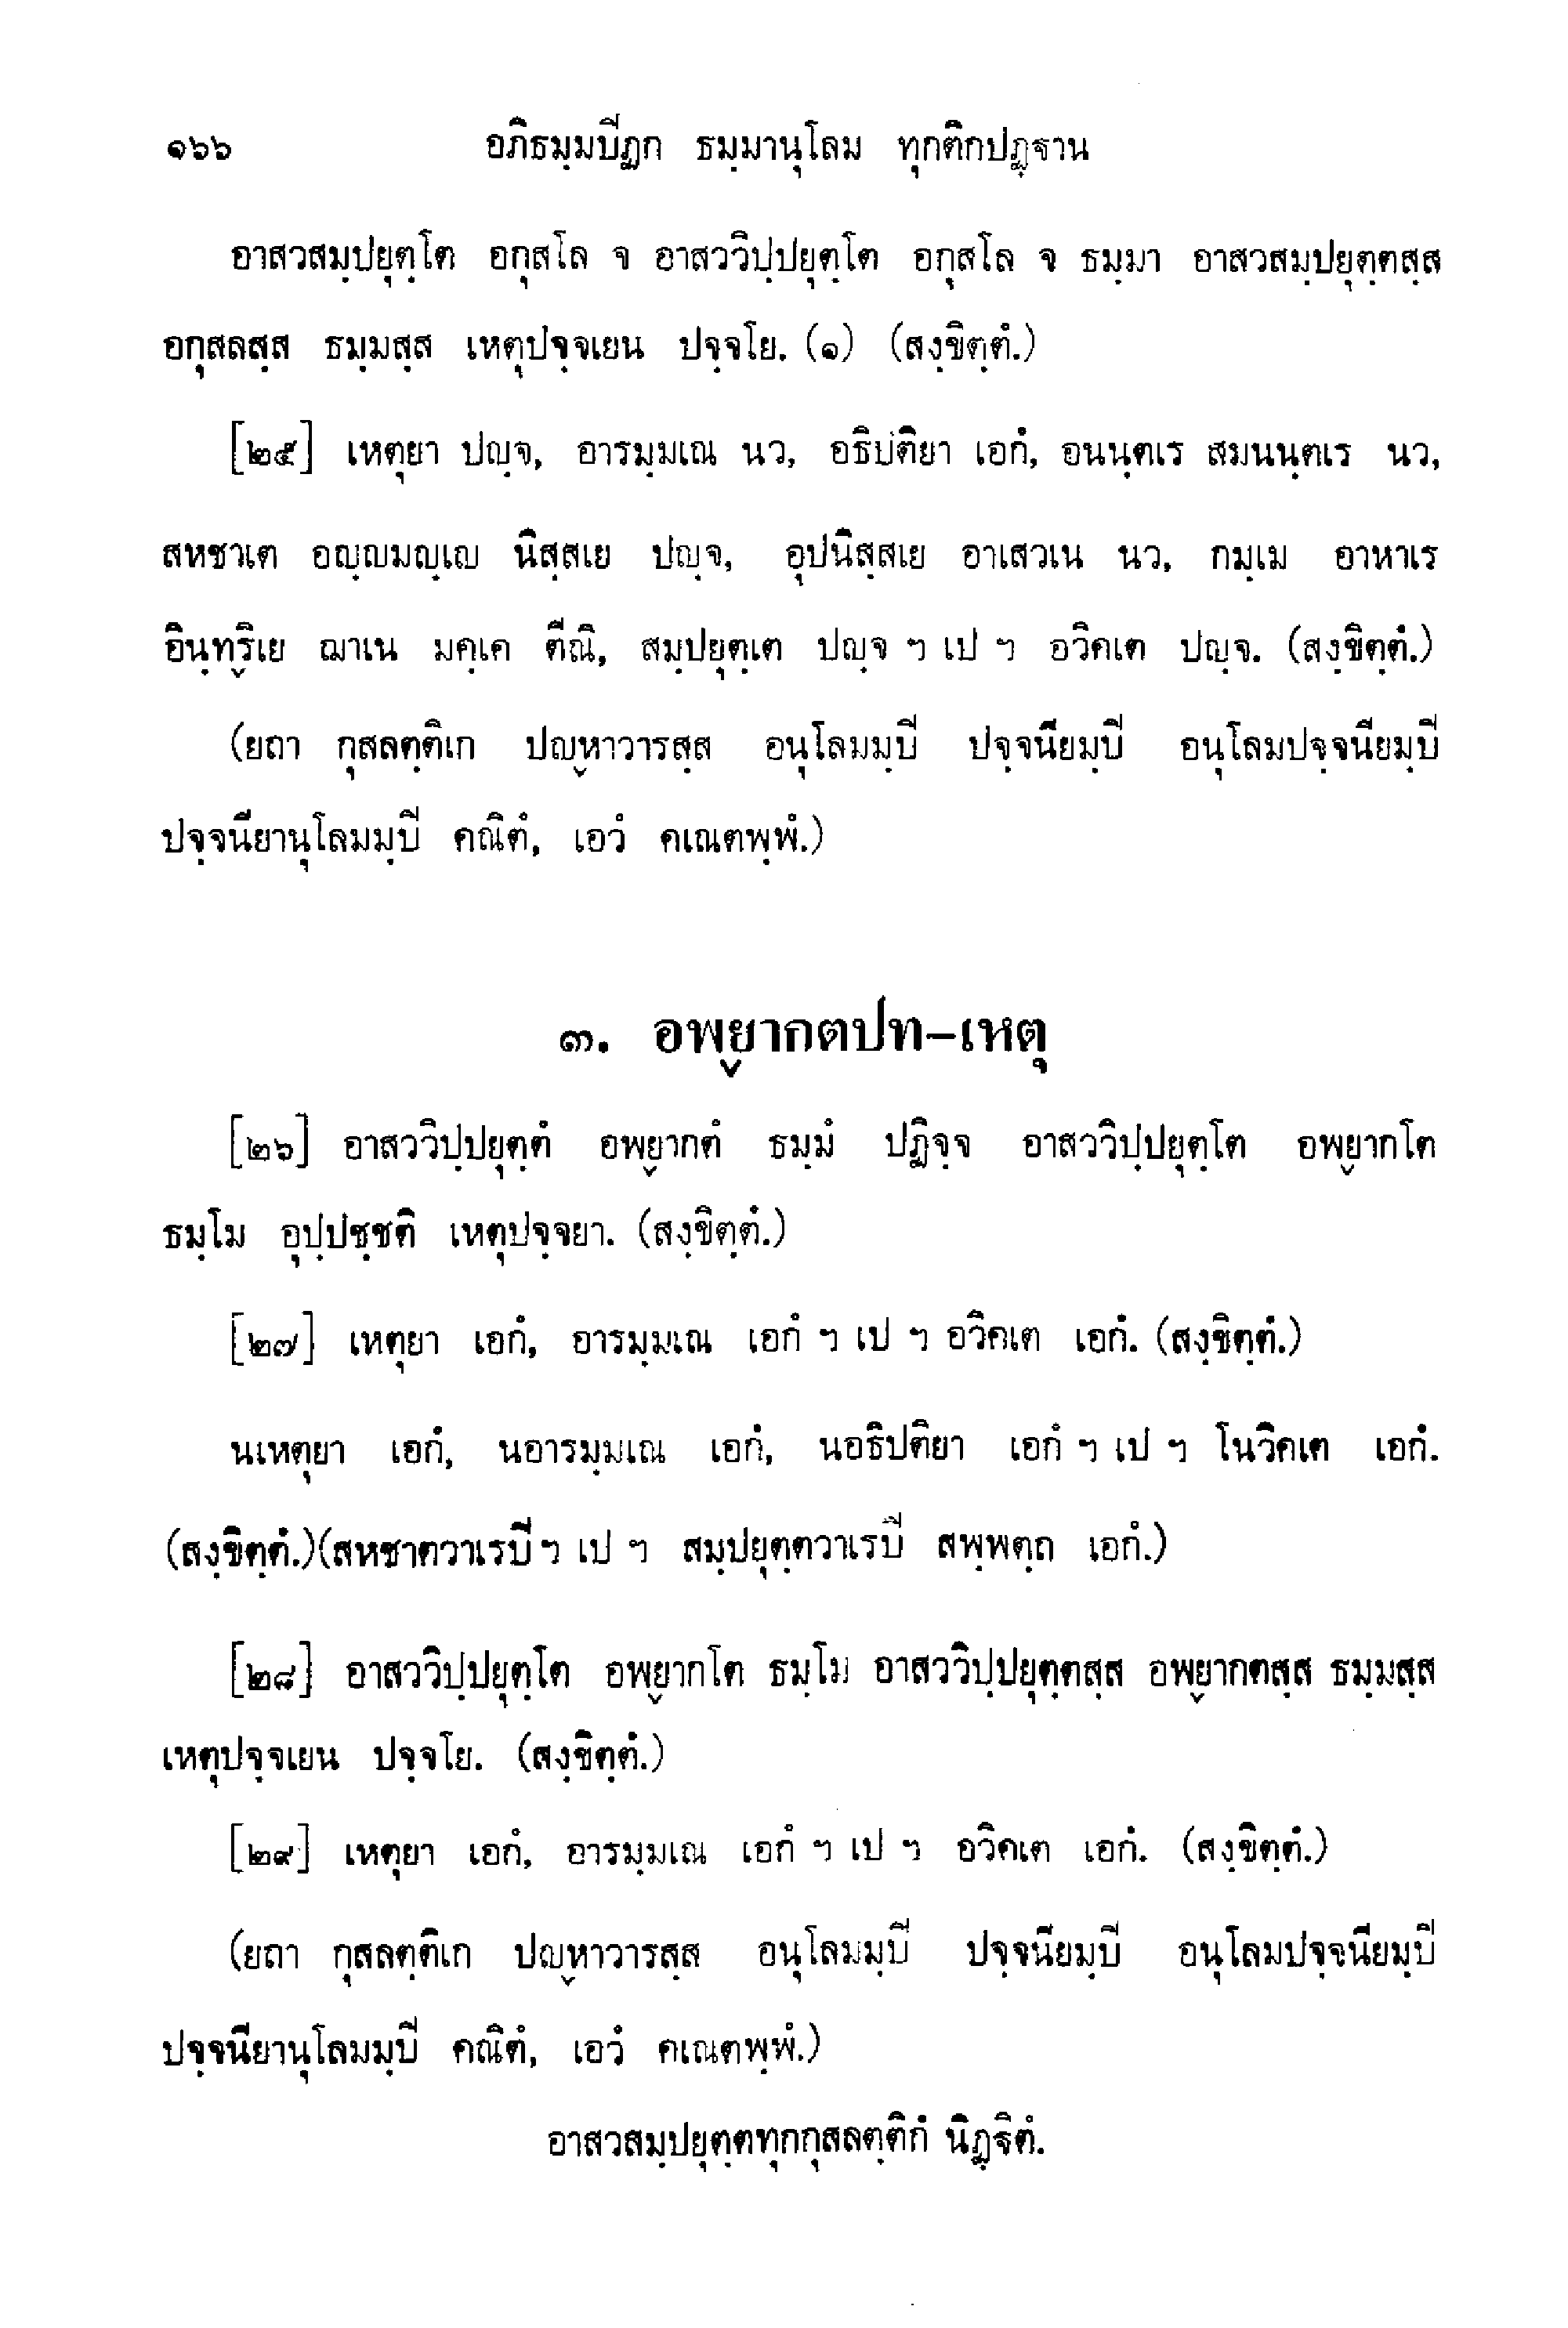 ๑๖๖ อภิธมฺมปีฏก ธมฺมานุโลม ทุกติกปฏฺฐาน
อาสวสมฺปยุตฺโต อกุสโล จ อาสววิปฺปยุตฺโต อกุสโล จ ธมฺมา อาสวสมฺปยุตฺตสฺส
อกุสลสฺส ธมฺมสฺส เหตุปจฺจเยน ปจฺจโย. (๑) (สงฺขิตฺตํ.)
[๒๕] เหตุยา ปญฺจ, อารมฺมเณ นว, อธิปติยา เอกํ, อนนฺตเร สมนนฺตเร นว,
สหชาเต อญฺญมญฺเญ นิสฺสเย ปญฺจ, อุปนิสฺสเย อาเสวเน นว, กมฺเม อาหาเร
อินฺทฺริเย ฌาเน มคฺเค ตีณิ, สมฺปยุตฺเต ปญฺจ ฯ เป ฯ อวิคเต ปญฺจ. (สงฺขิตฺตํ.)
(ยถา กุสลตฺติเก ปญฺหาวารสฺส อนุโลมมฺปี ปจฺจนียมฺปี อนุโลมปจฺจนียมฺปี
ปจฺจนียานุโลมมฺปี คณิตํ, เอวํ คเณตพฺพํ.)
๓. อพฺยากตปท-เหตุ
[๒๖] อาสววิปฺปยุตฺตํ อพฺยากตํ ธมฺมํ ปฏิจฺจ อาสววิปฺปยุตฺโต อพฺยากโต
ธมฺโม อุปฺปชฺชติ เหตุปจฺจยา. (สงฺขิตฺตํ.)
[๒๗] เหตุยา เอกํ, อารมฺมเณ เอกํ ฯ เป ฯ อวิคเต เอกํ. (สงฺขิตฺตํ.)
นเหตุยา เอกํ, นอารมฺมเณ เอกํ, นอธิปติยา เอกํ ฯ เป ฯ โนวิคเต เอกํ.
(สงฺขิตฺตํ.)(สหชาตวาเรปี ฯ เป ฯ สมฺปยุตฺตวาเรปี สพฺพตฺถ เอกํ.)
[๒๘] อาสววิปฺปยุตฺโต อพฺยากโต ธมฺโม อาสววิปฺปยุตฺตสฺส อพฺยากตสฺส ธมฺมสฺส
เหตุปจฺจเยน ปจฺจโย. (สงฺขิตฺตํ.)
[๒๙] เหตุยา เอกํ, อารมฺมเณ เอกํ ฯ เป ฯ อวิคเต เอกํ. (สงฺขิตฺตํ.)
(ยถา กุสลตฺติเก ปญฺหาวารสฺส อนุโลมมฺปี ปจฺจนียมฺปี อนุโลมปจฺจนียมฺปี
ปจฺจนียานุโลมมฺปี คณิตํ, เอวํ คเณตพฺพํ.)
อาสวสมฺปยุตฺตทุกกุสลตฺติกํ นิฏฺฐิตํ.